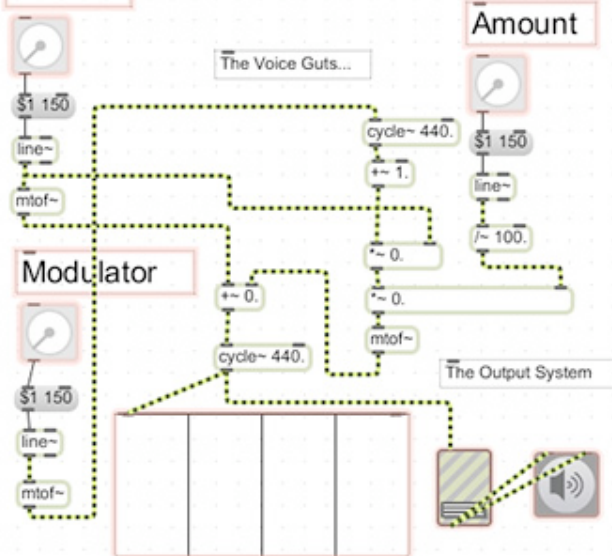 Amount
The Voice Guts...
$1 150
cycle~ 440.
$1 150
line~
+~ 1.
line~
mtof~
/~ 100.
*~ 0.
Modulator
+~ 0.
*~ 0.
mtof~
cycle~ 440.
The Output System
$1 150
line~
mtof~